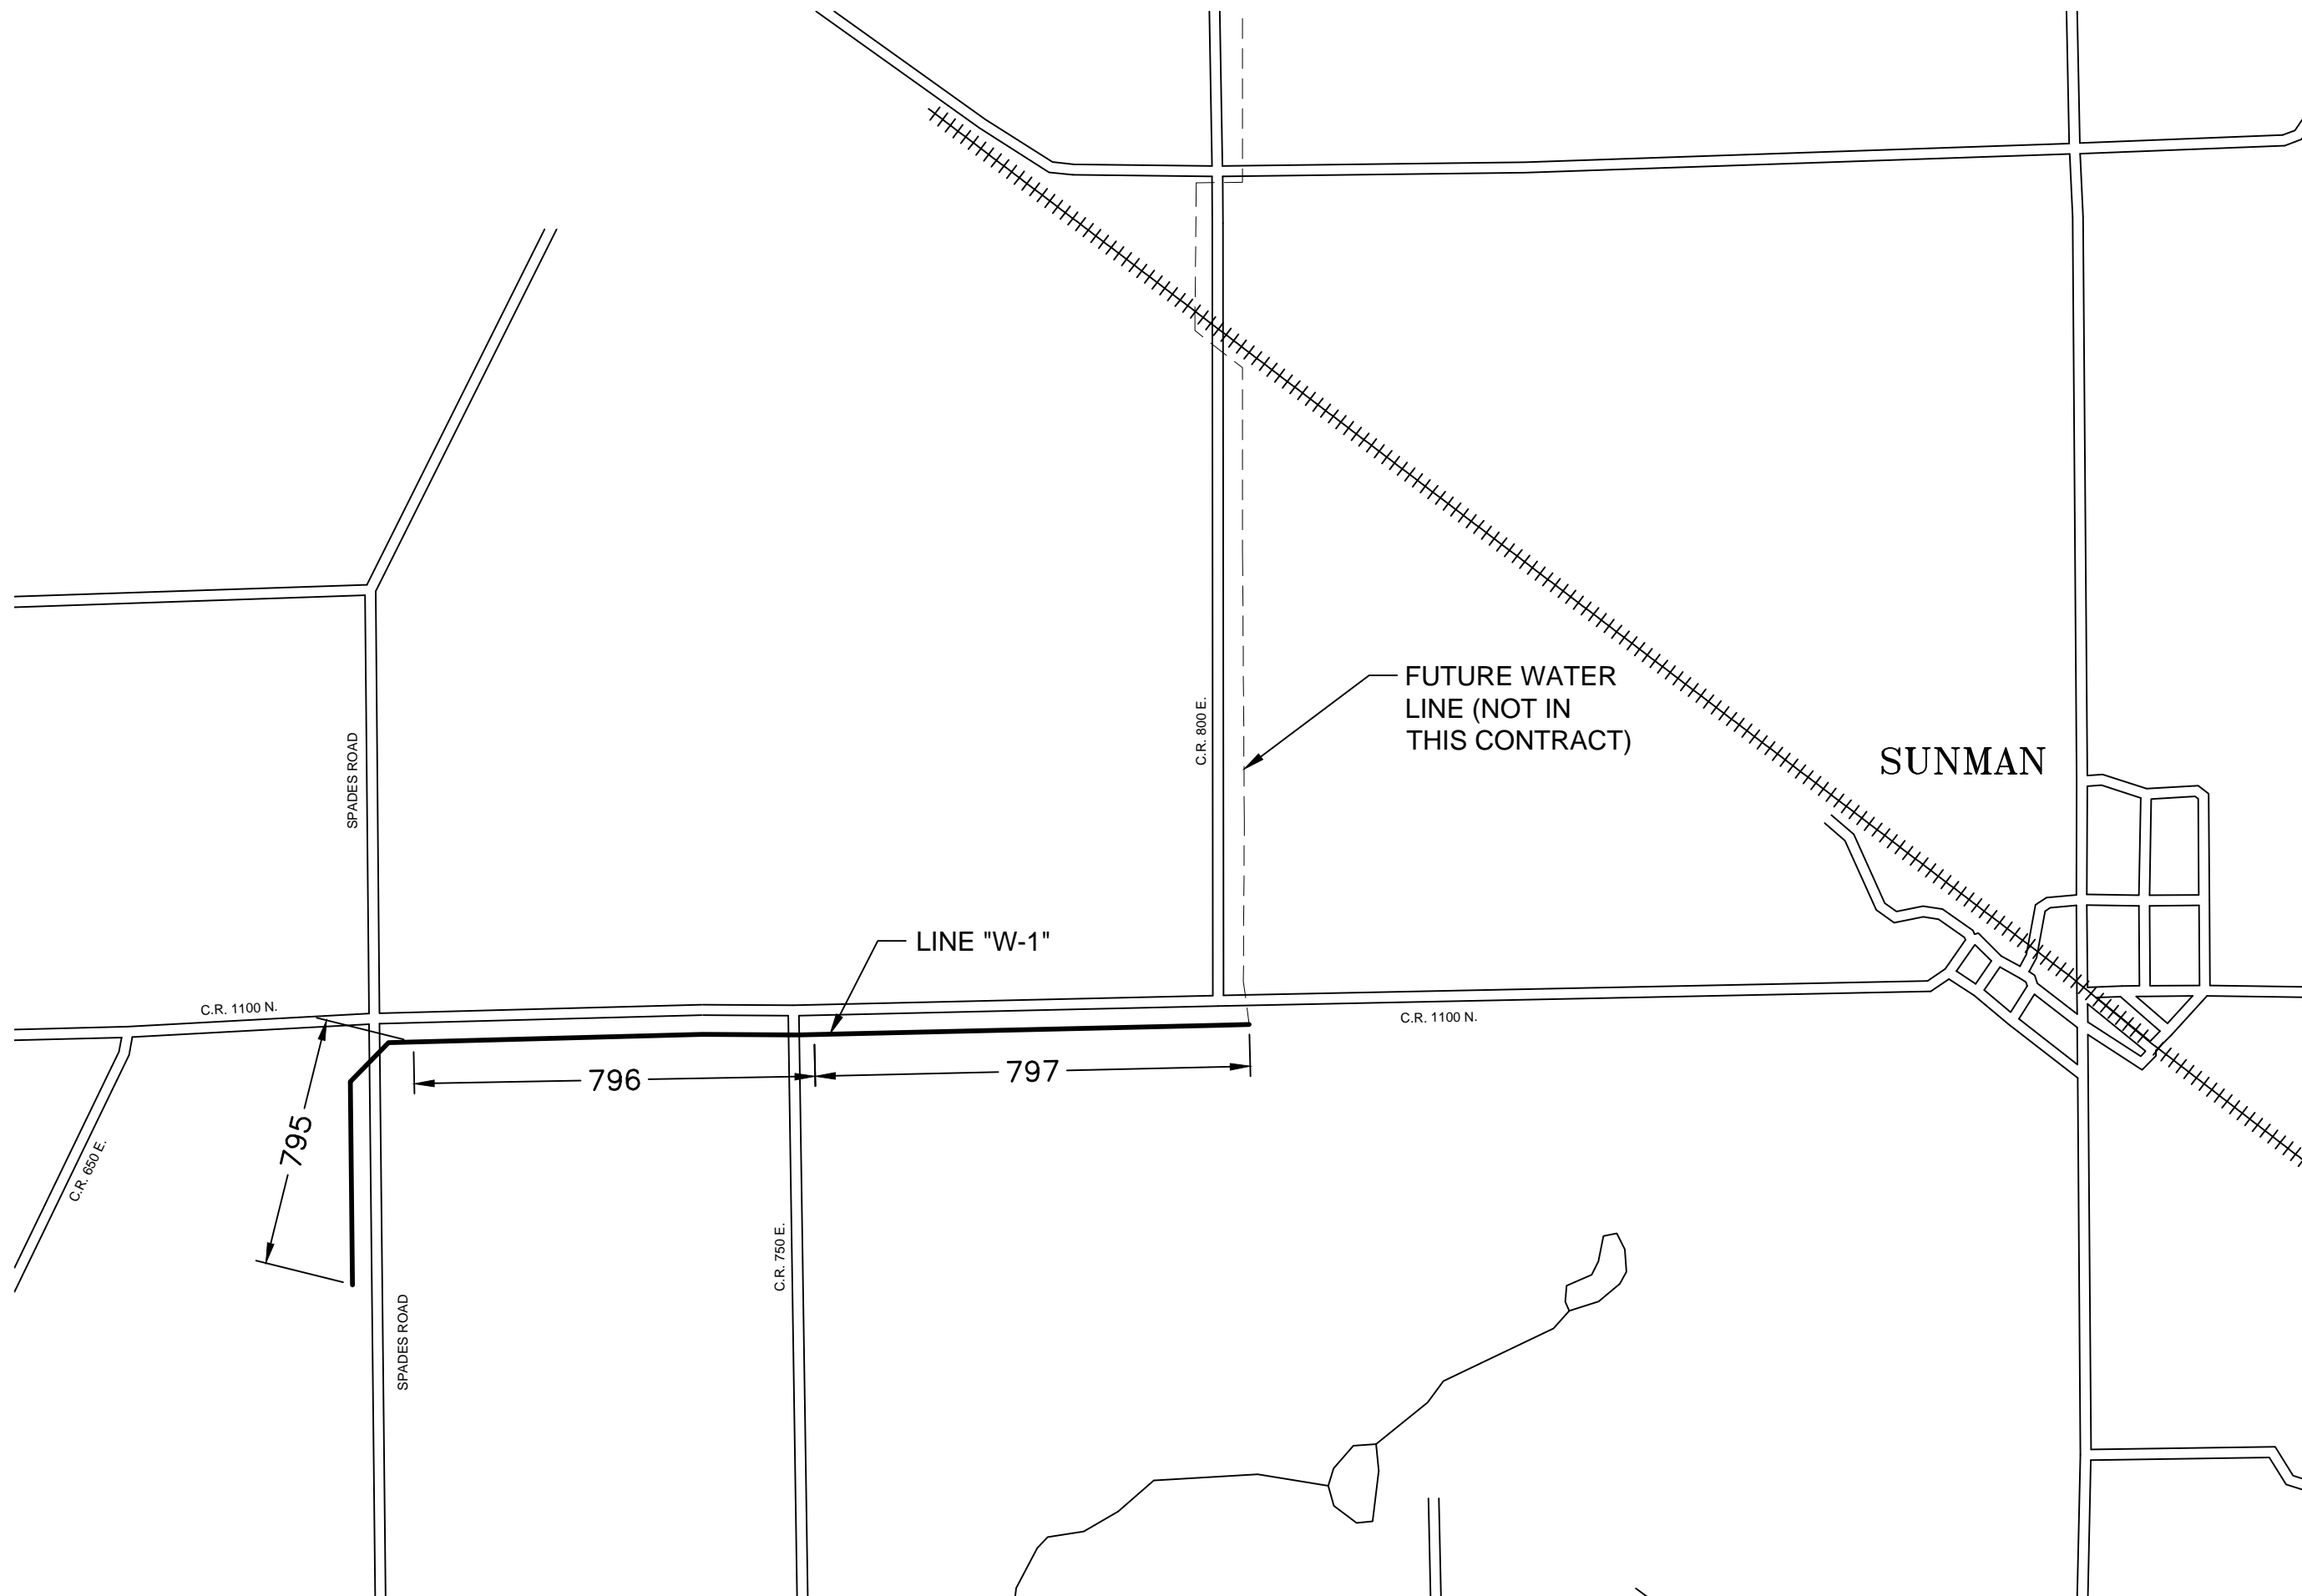 FUTURE WATER
LINE (NOT IN
THIS CONTRACT)
C.R. 800 E.
SPADES ROAD
SUNMAN
LINE "W-1"
C.R. 1100 N.
C.R. 1100 N.
796
797
795
C.R. 650 E.
C.R. 750 E.
SPADES ROAD